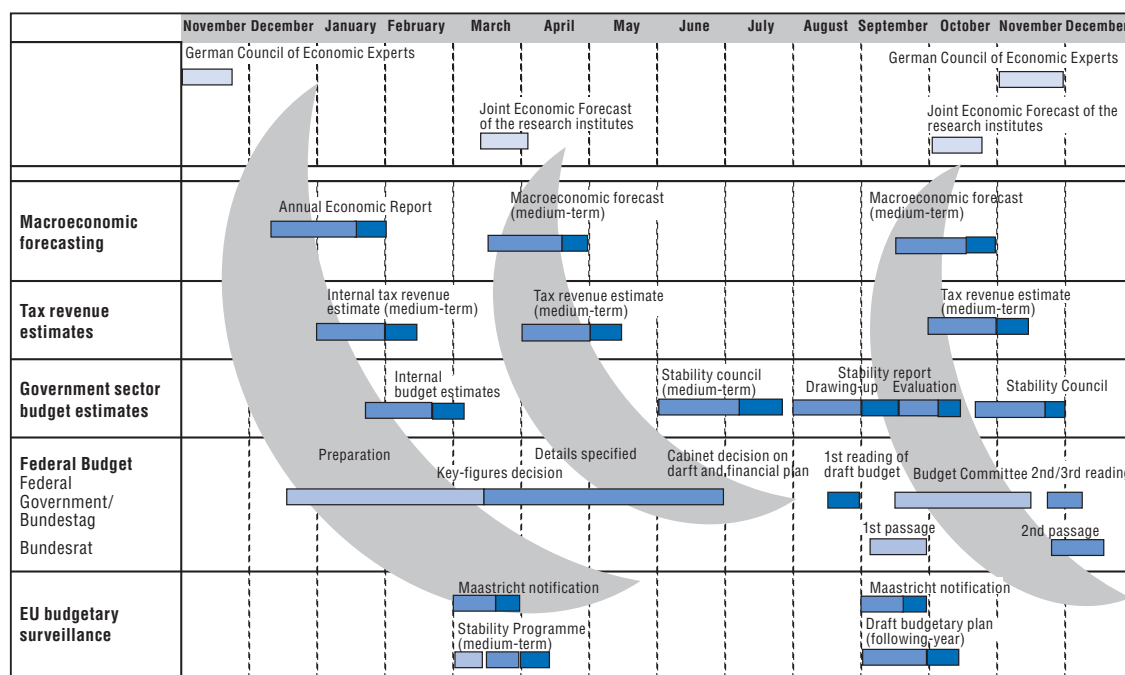 November December January February March April May June July August September October November December
German Council of Economic Experts
German Council of Economic Experts
Joint Economic Forecast
of the research institutes
Joint Economic Forecast of the
research institutes
Macroeconomic
forecasting
Annual Economic Report
Macroeconomic forecast
(medium-term)
Macroeconomic forecast
(medium-term)
Tax revenue
estimates
Internal tax revenue
estimate (medium-term)
Tax revenue estimate
(medium-term)
Tax revenue estimate
(medium-term)
Government sector
budget estimates
Internal
budget estimates
Stability council
(medium-term)
Stability report
Drawing-up Evaluation
Stability Council
Federal Budget
Federal
Government/
Bundestag
Preparation
Key-figures decision
Details specified
Cabinet decision on
darft and financial plan
1st reading of
draft budget
Budget Committee
2nd/3rd reading
Bundesrat
1st passage
2nd passage
EU budgetary
surveillance
Maastricht notification
Stability Programme
(medium-term)
Maastricht notification
Draft budgetary plan
(following-year)